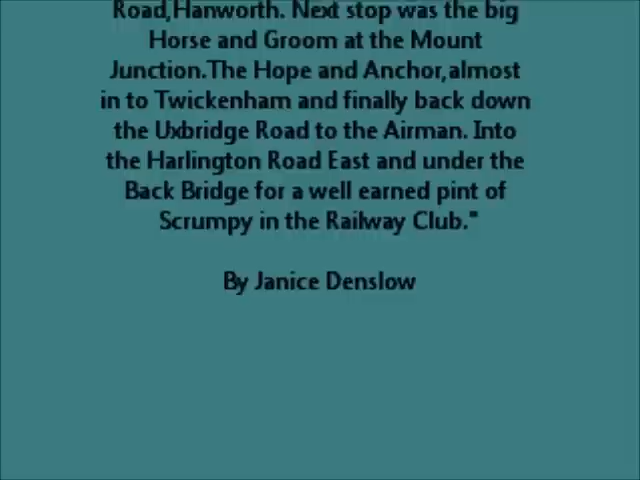 Road,Hanworth. Next stop was the big
Horse and Groom at the Mount
Junction.The Hope and Anchor,almost
in to Twickenham and finally back down
the Uxbridge Road to the Airman. Into
the Harlington Road East and under the
Back Bridge for a well earned pint of
Scrumpy in the Railway Club."
By Janice Denslow